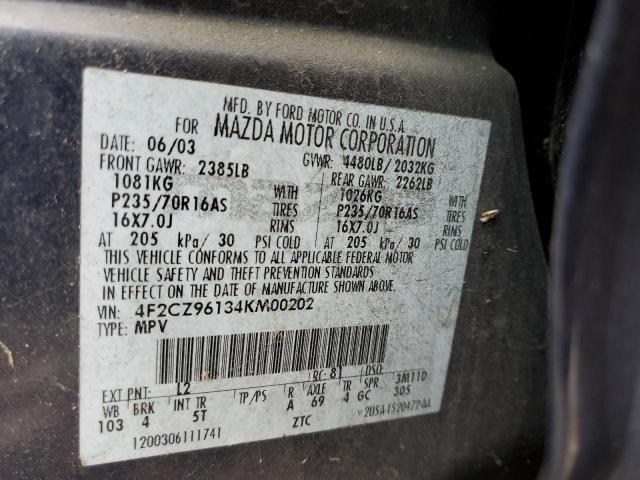 MFD. BY FORD MOTOR CO. IN U.S.A.
FOR MAZDA MOTOR CORPORATION
DATE: 06/03 GVWR: 4480LB/ 2032KG
FRONT GAWR: 2385LB REAR GAWR: 2262LB
1081KG WITH 1026KG WITH
P235/70R16AS TIRES P235/70R16AS TIRES
16X7.0J RIMS 16X7.0J RIMS
AT 205 kPa/ 30 PSI COLD AT 205 kPa/ 30 PSI COLD
THIS VEHICLE CONFORMS TO ALL APPLICABLE FEDERAL MOTOR
VEHICLE SAFETY AND THEFT PREVENTION STANDARDS
IN EFFECT ON THE DATE OF MANUFACTURE SHOWN ABOVE.
VIN: 4F2CZ96134KM00202
TYPE: MPV
EXT PNT: L2 RC: 81 DSO:
WB BRK INT TR TP/PS R AXLE TR SPR 3M11D
103 4 5T A 69 4 GC 305
1200306111741 ZTC